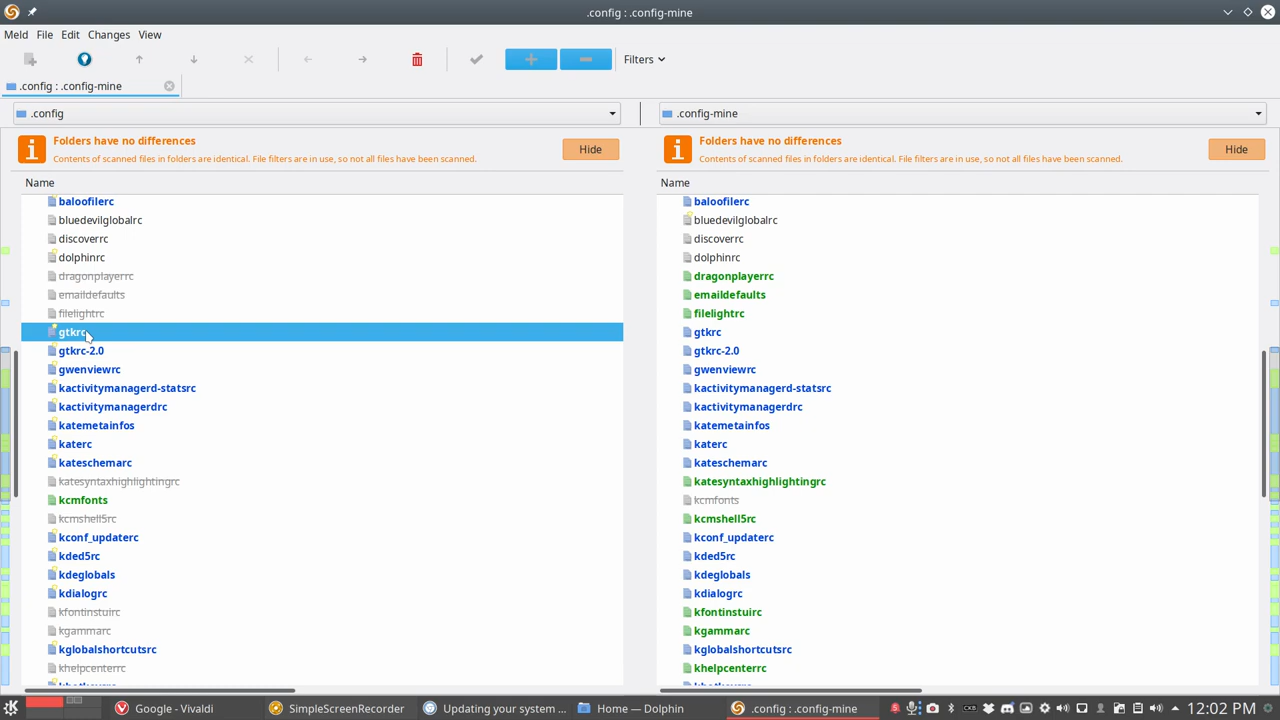 .config : .config-mine
Meld File Edit Changes View
Filters
.config : .config-mine
.config
.config-mine
Folders have no differences
Contents of scanned files in folders are identical. File filters are in use, so not all files have been scanned.
Hide
Folders have no differences
Contents of scanned files in folders are identical. File filters are in use, so not all files have been scanned.
Hide
Name
baloofilerc
bluedevilglobalrc
discoverrc
dolphinrc
dragonplayerrc
emaildefaults
filelightrc
gtkrc
gtkrc-2.0
gwenviewrc
kactivitymanagerd-statsrc
kactivitymanagerdrc
katemetainfos
katerc
kateschemarc
katesyntaxhighlightingrc
kcmfonts
kcmshell5rc
kconf_updaterc
kded5rc
kdeglobals
kdialogrc
kfontinstuirc
kgammarc
kglobalshortcutsrc
khelpcenterrc
Name
baloofilerc
bluedevilglobalrc
discoverrc
dolphinrc
dragonplayerrc
emaildefaults
filelightrc
gtkrc
gtkrc-2.0
gwenviewrc
kactivitymanagerd-statsrc
kactivitymanagerdrc
katemetainfos
katerc
kateschemarc
katesyntaxhighlightingrc
kcmfonts
kcmshell5rc
kconf_updaterc
kded5rc
kdeglobals
kdialogrc
kfontinstuirc
kgammarc
kglobalshortcutsrc
khelpcenterrc
Google - Vivaldi
SimpleScreenRecorder
Updating your system ...
Home — Dolphin
.config : .config-mine
12:02 PM